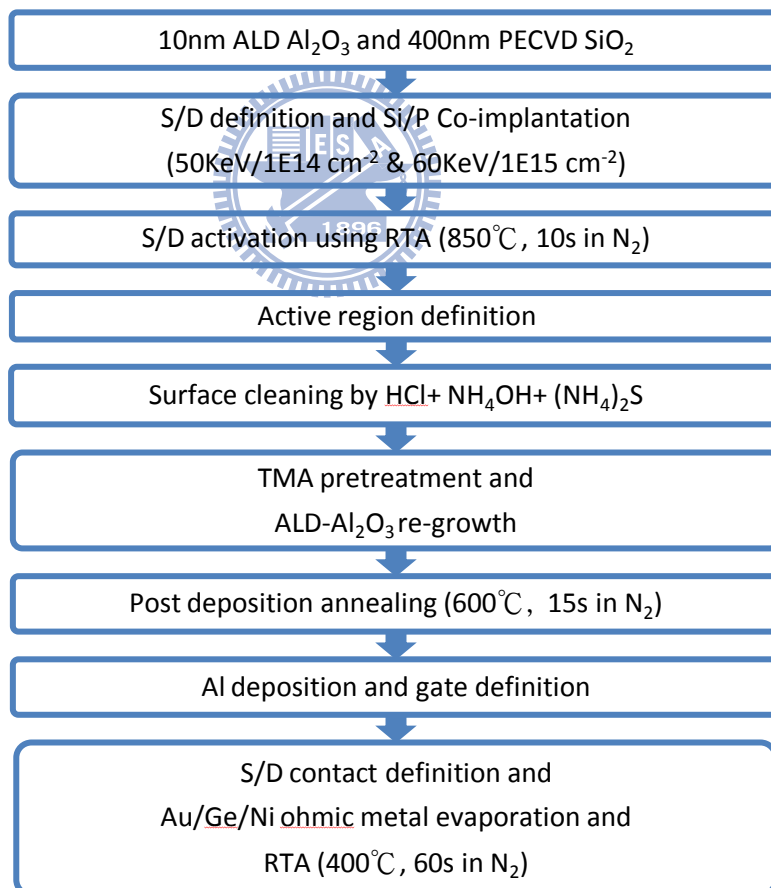 10nm ALD Al₂O₃ and 400nm PECVD SiO₂
S/D definition and Si/P Co-implantation
(50KeV/1E14 cm⁻² & 60KeV/1E15 cm⁻²)
ES
1896
S/D activation using RTA (850℃, 10s in N₂)
Active region definition
Surface cleaning by HCl+ NH₄OH+ (NH₄)₂S
TMA pretreatment and
ALD-Al₂O₃ re-growth
Post deposition annealing (600℃, 15s in N₂)
Al deposition and gate definition
S/D contact definition and
Au/Ge/Ni ohmic metal evaporation and
RTA (400℃, 60s in N₂)